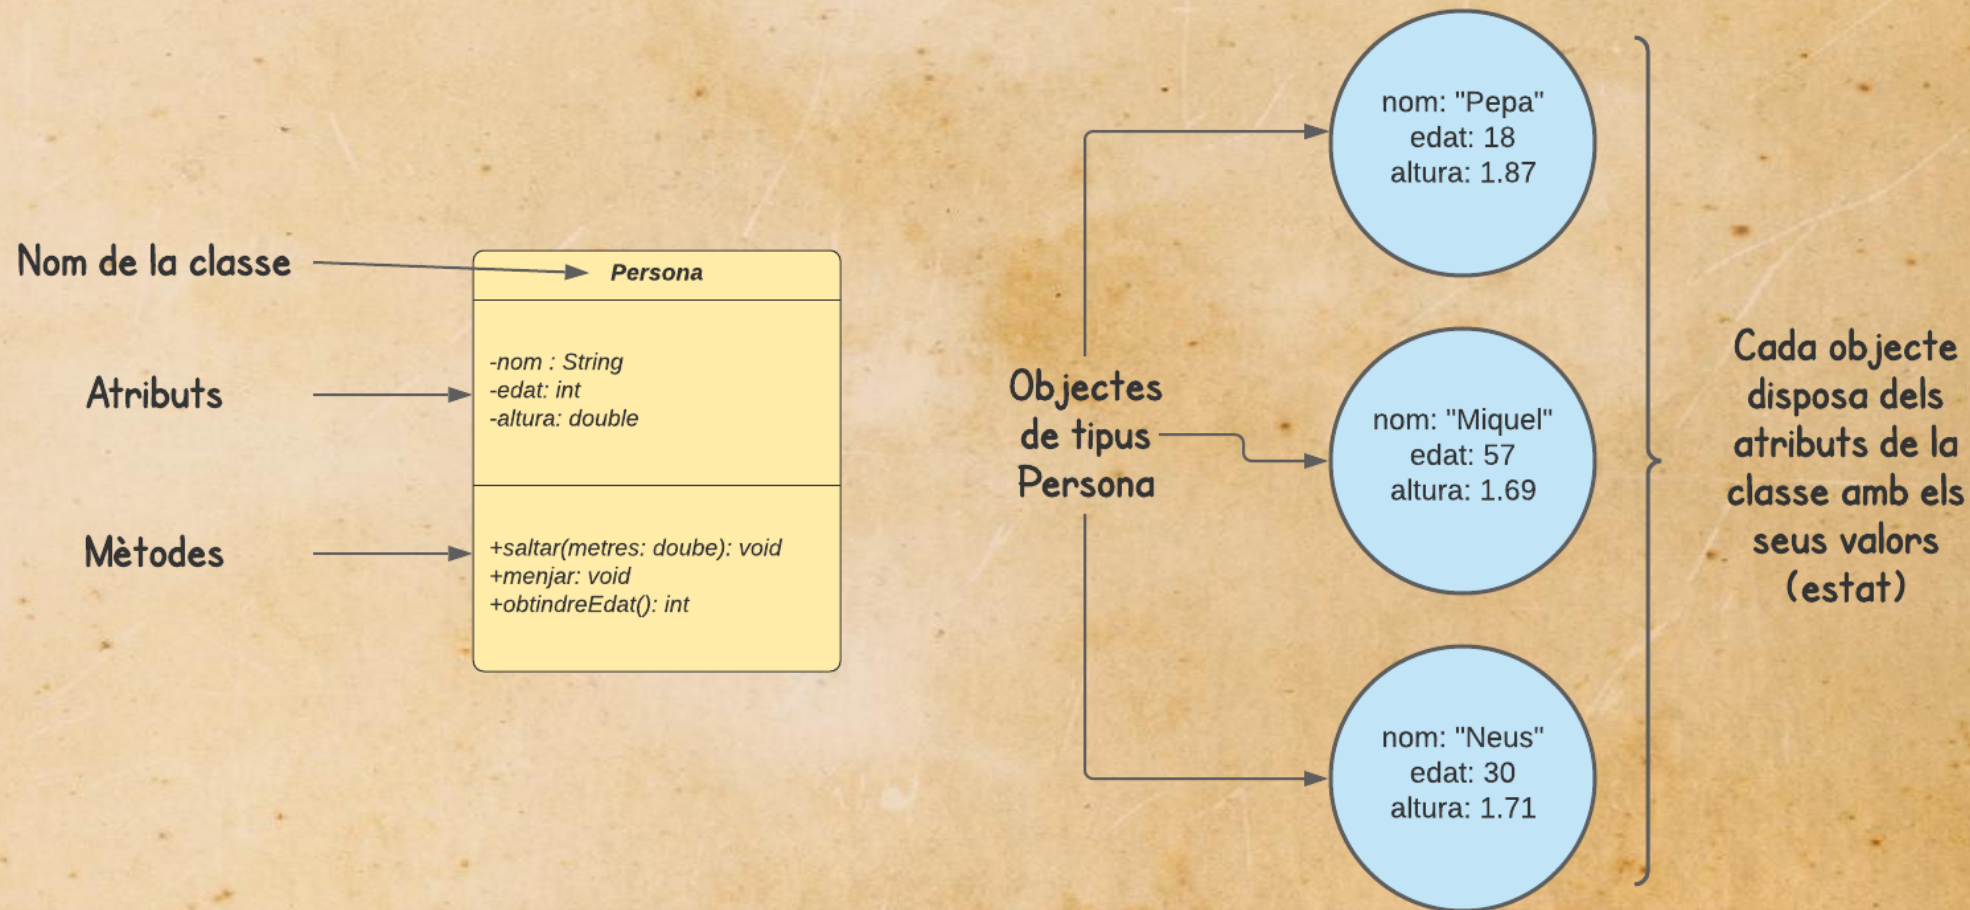 Nom de la classe
Persona
Atributs
-nom : String
-edat: int
-altura: double
Mètodes
+saltar(metres: doube): void
+menjar: void
+obtindreEdat(): int
Objectes
de tipus
Persona
nom: "Pepa"
edat: 18
altura: 1.87
nom: "Miquel"
edat: 57
altura: 1.69
nom: "Neus"
edat: 30
altura: 1.71
Cada objecte
disposa dels
atributs de la
classe amb els
seus valors
(estat)